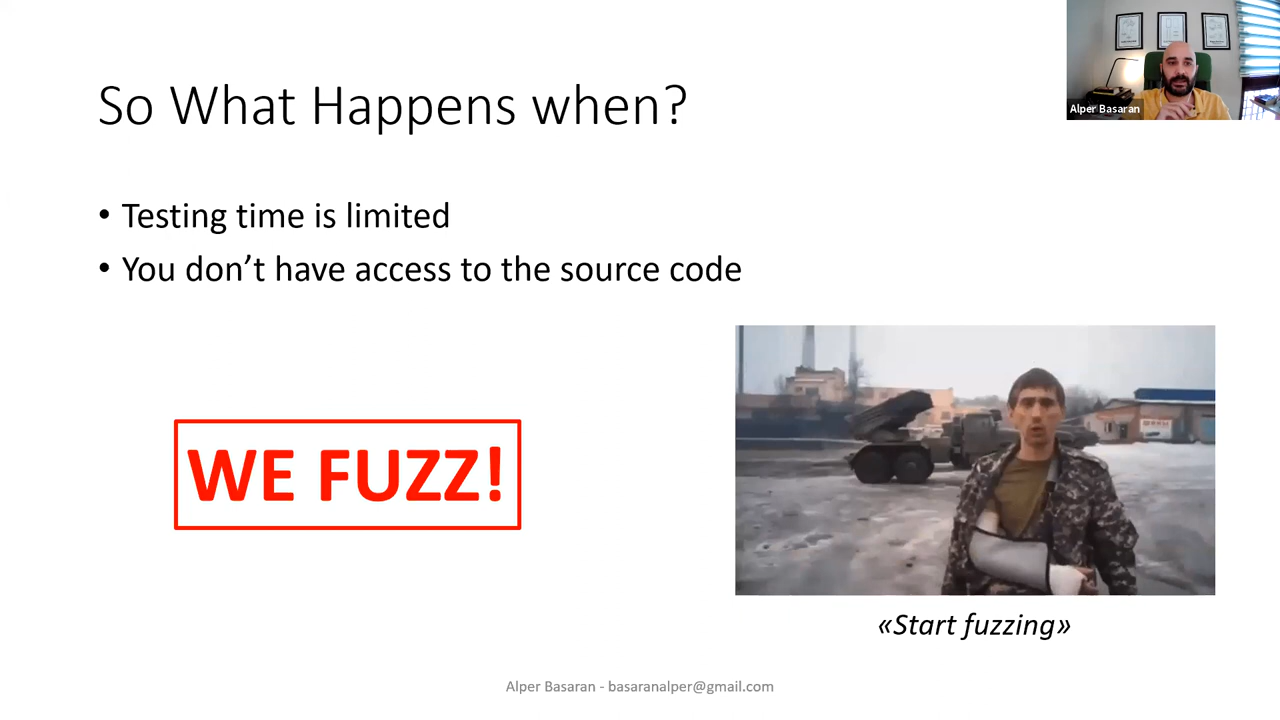 So What Happens when?
Alper Basaran
• Testing time is limited
• You don’t have access to the source code
WE FUZZ!
«Start fuzzing»
Alper Basaran - basaranalper@gmail.com